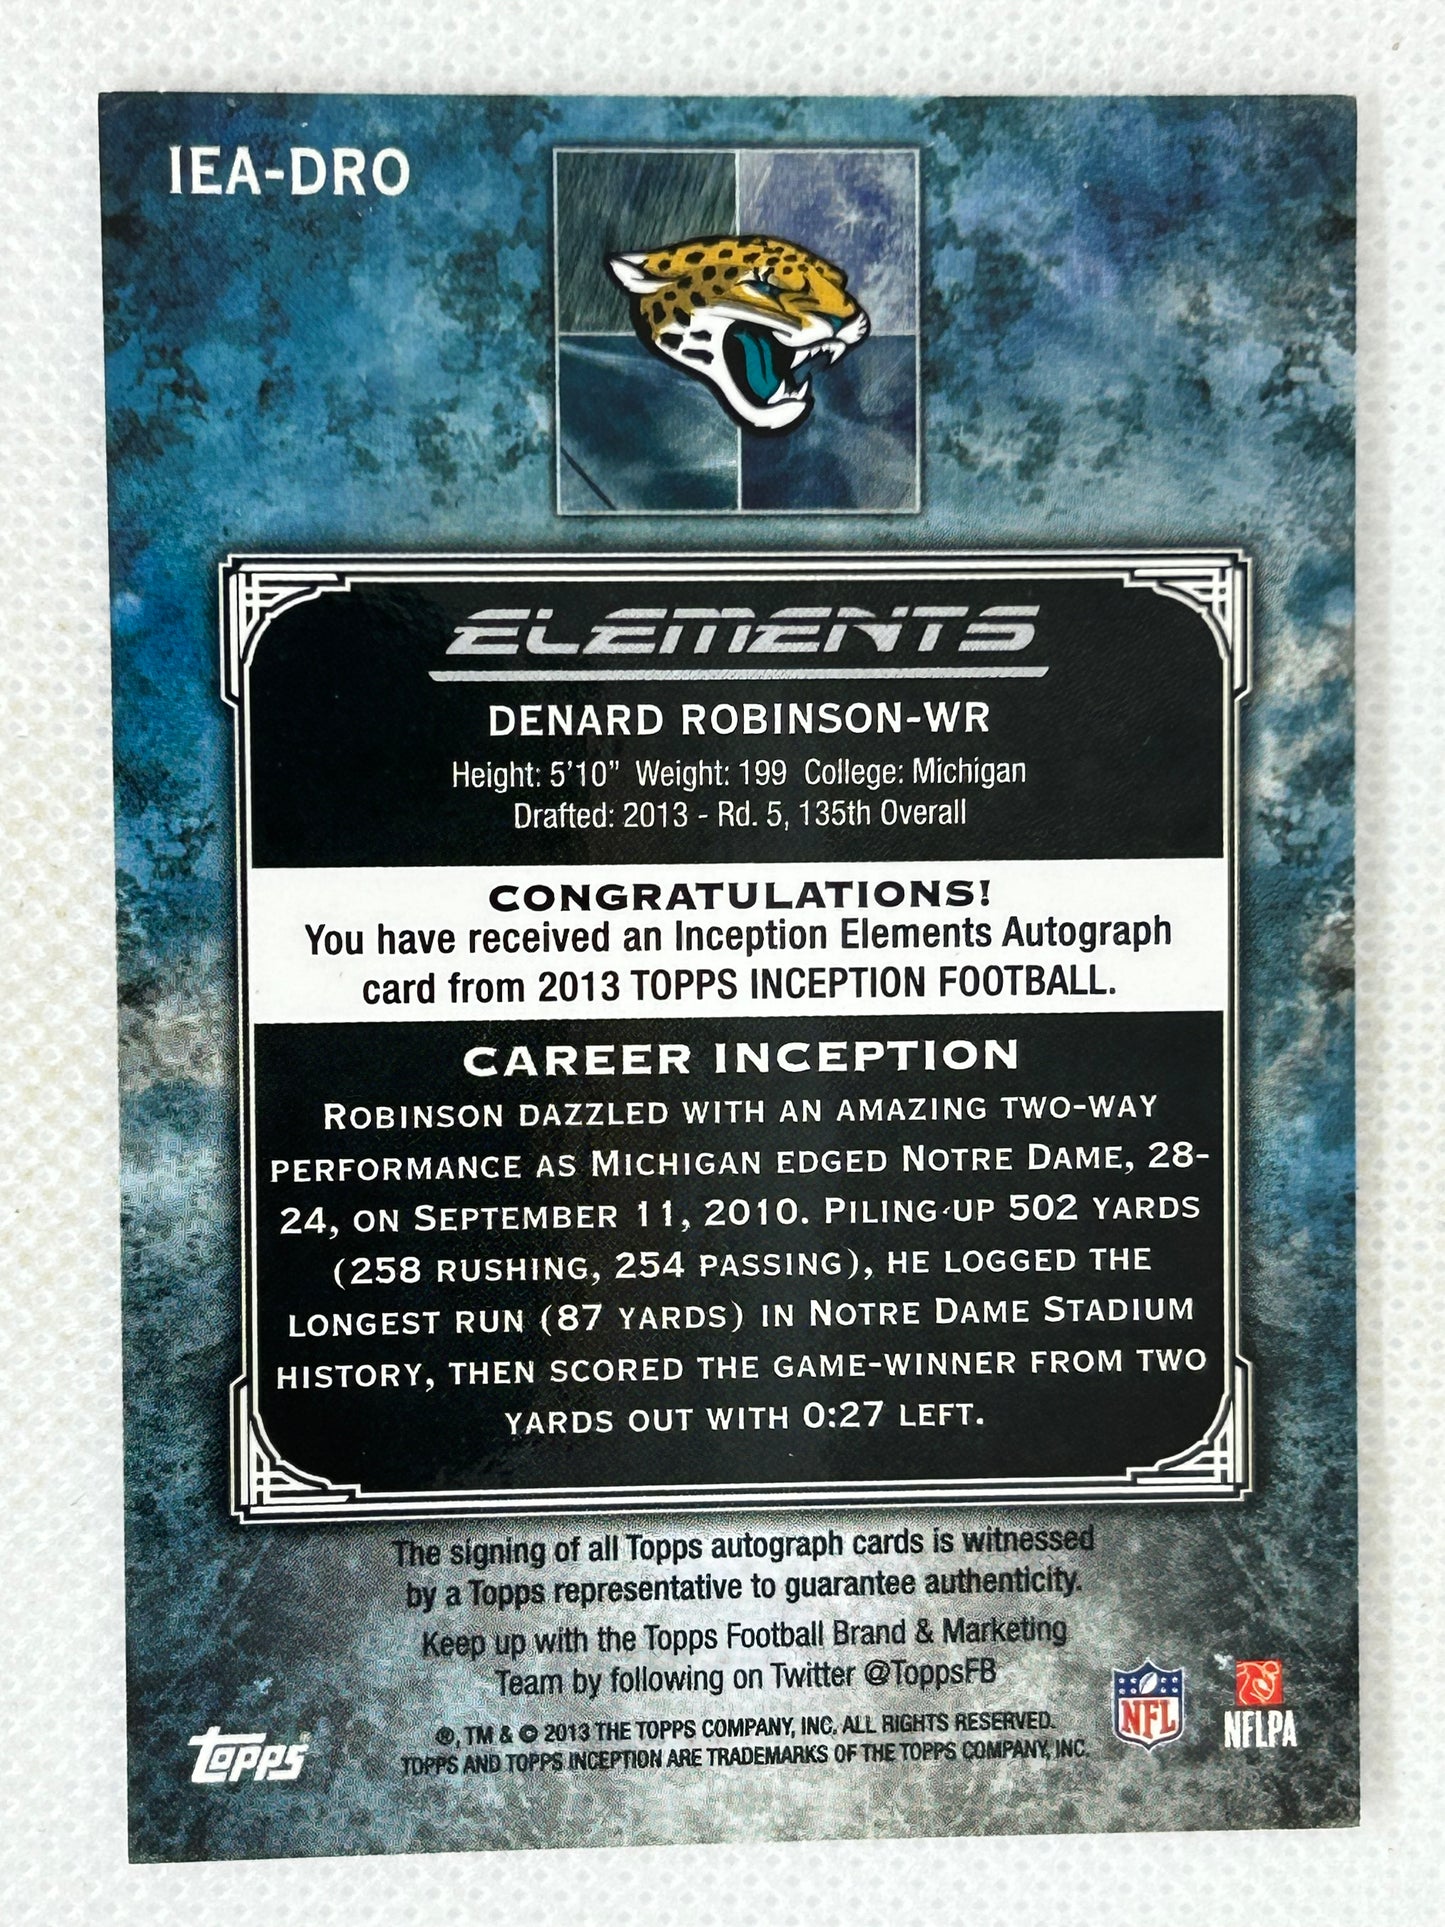 IEA-DRO
ELEMENTS
DENARD ROBINSON-WR
Height: 5'10" Weight: 199 College: Michigan
Drafted: 2013 - Rd. 5, 135th Overall
CONGRATULATIONS!
You have received an Inception Elements Autograph
card from 2013 TOPPS INCEPTION FOOTBALL.
CAREER INCEPTION
ROBINSON DAZZLED WITH AN AMAZING TWO-WAY
PERFORMANCE AS MICHIGAN EDGED NOTRE DAME, 28-
24, ON SEPTEMBER 11, 2010. PILING UP 502 YARDS
(258 RUSHING, 254 PASSING), HE LOGGED THE
LONGEST RUN (87 YARDS) IN NOTRE DAME STADIUM
HISTORY, THEN SCORED THE GAME-WINNER FROM TWO
YARDS OUT WITH 0:27 LEFT.
The signing of all Topps autograph cards is witnessed
by a Topps representative to guarantee authenticity.
Keep up with the Topps Football Brand & Marketing
Team by following on Twitter @ToppsFB
®, TM & © 2013 THE TOPPS COMPANY, INC. ALL RIGHTS RESERVED.
TOPPS AND TOPPS INCEPTION ARE TRADEMARKS OF THE TOPPS COMPANY, INC.
topps
NFL
NFLPA